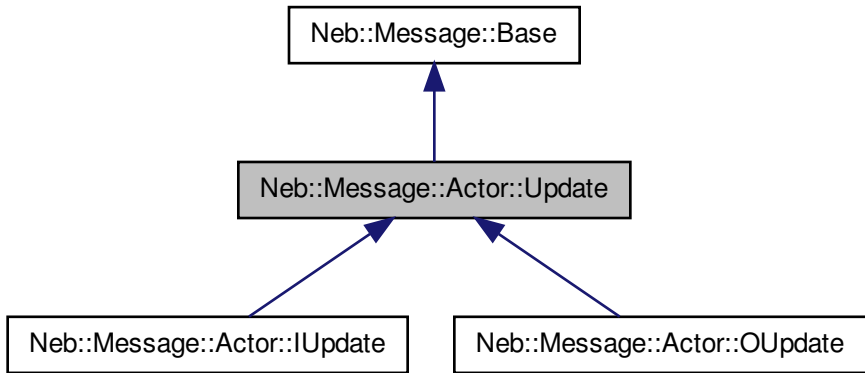 Neb::Message::Base
Neb::Message::Actor::Update
Neb::Message::Actor::IUpdate
Neb::Message::Actor::OUpdate